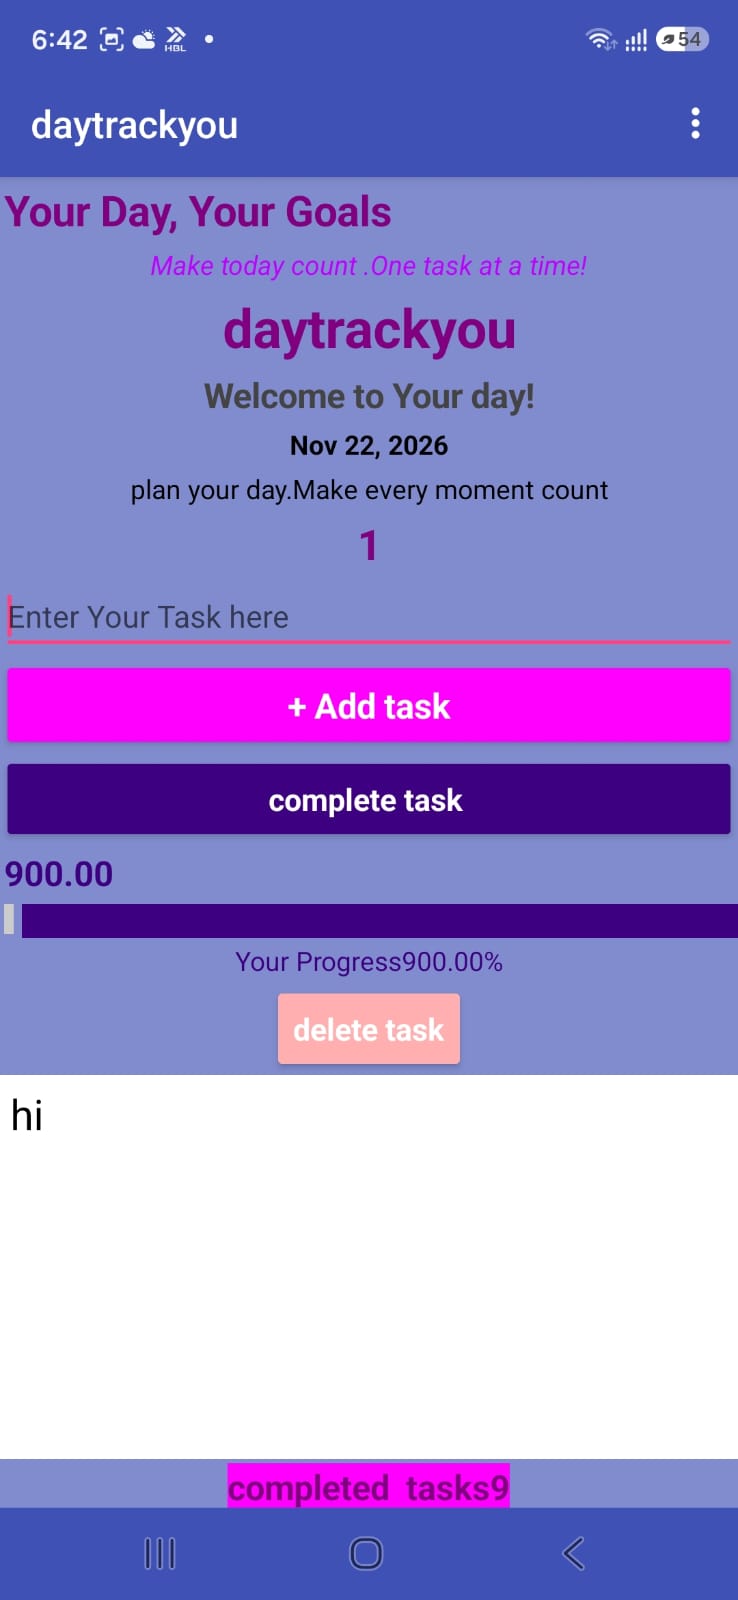 6:42
HBL
54
daytrackyou
Your Day, Your Goals
Make today count .One task at a time!
daytrackyou
Welcome to Your day!
Nov 22, 2026
plan your day.Make every moment count
1
Enter Your Task here
+ Add task
complete task
900.00
Your Progress900.00%
delete task
hi
completed  tasks9